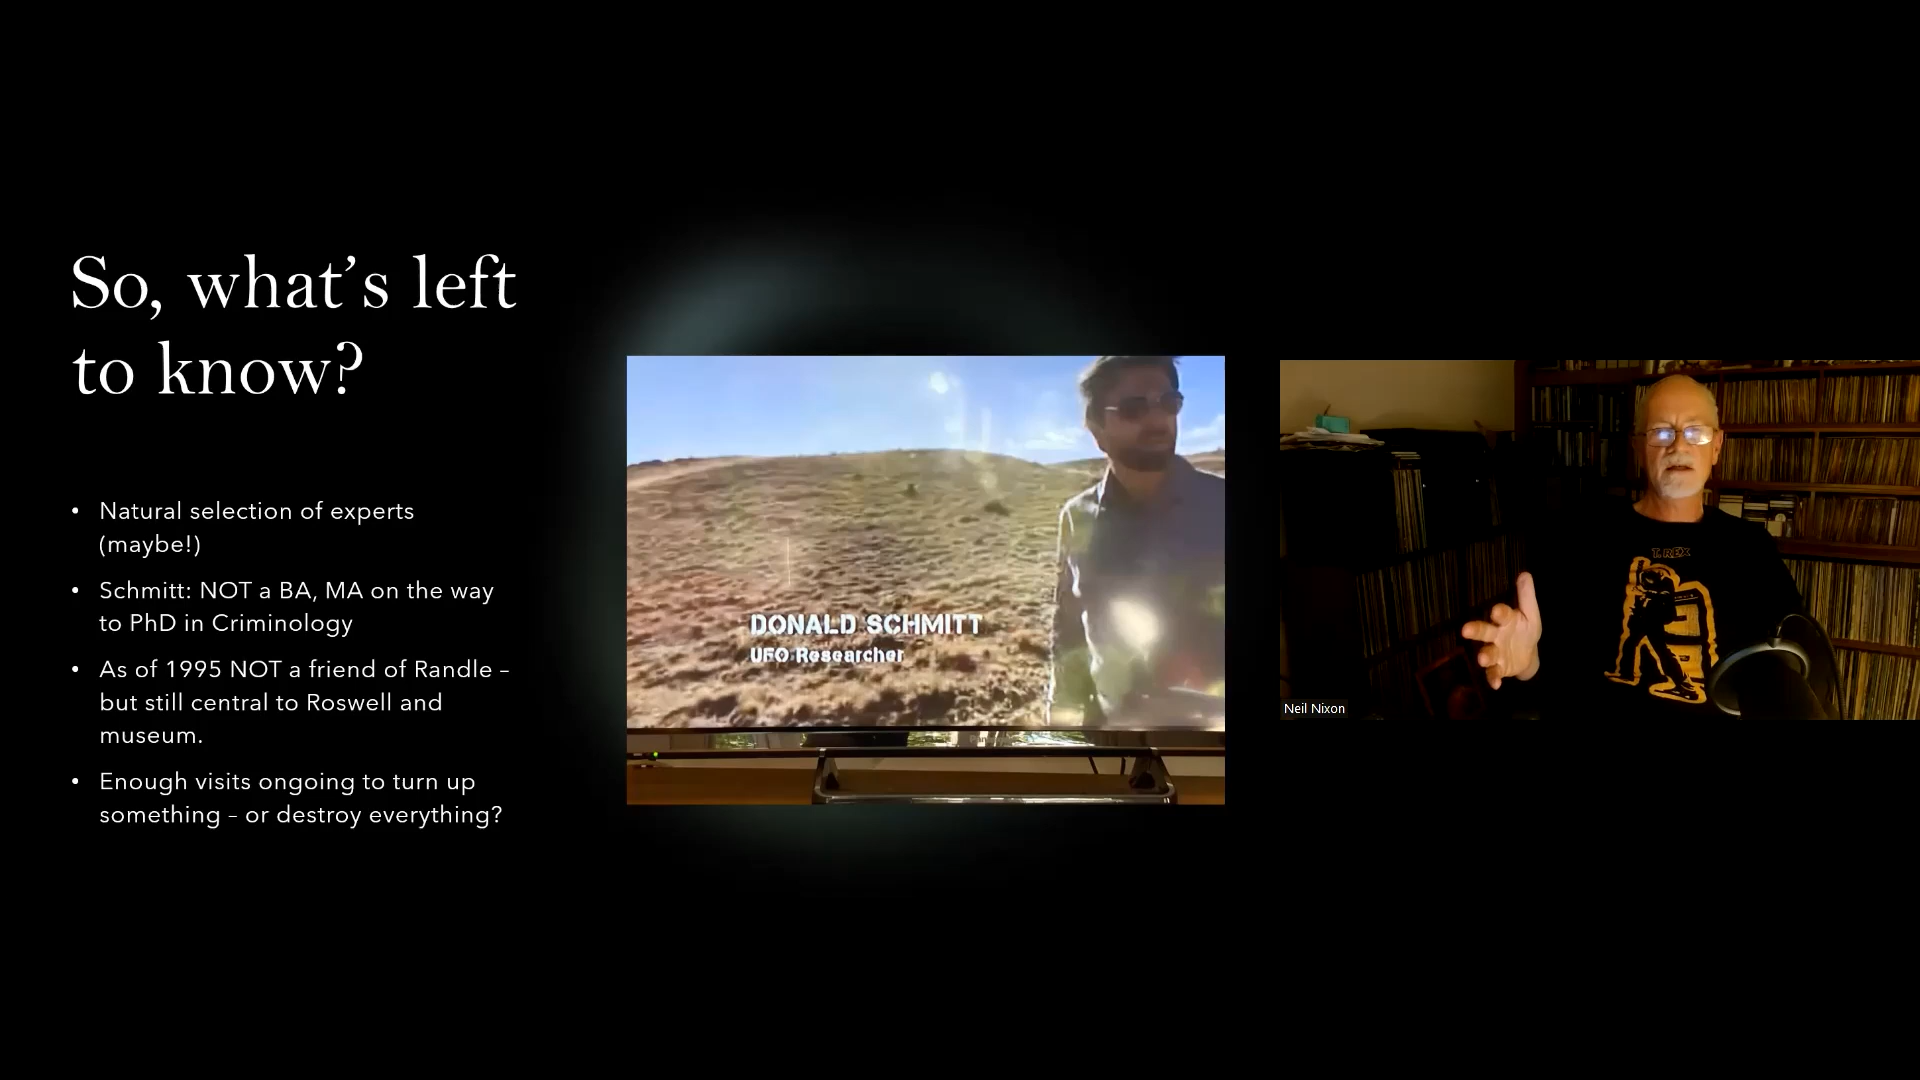 So, what's left
to know?
• Natural selection of experts
(maybe!)
• Schmitt: NOT a BA, MA on the way
to PhD in Criminology
• As of 1995 NOT a friend of Randle –
but still central to Roswell and
museum.
• Enough visits ongoing to turn up
something – or destroy everything?
DONALD SCHMITT
UFO Researcher
T. REX
Neil Nixon